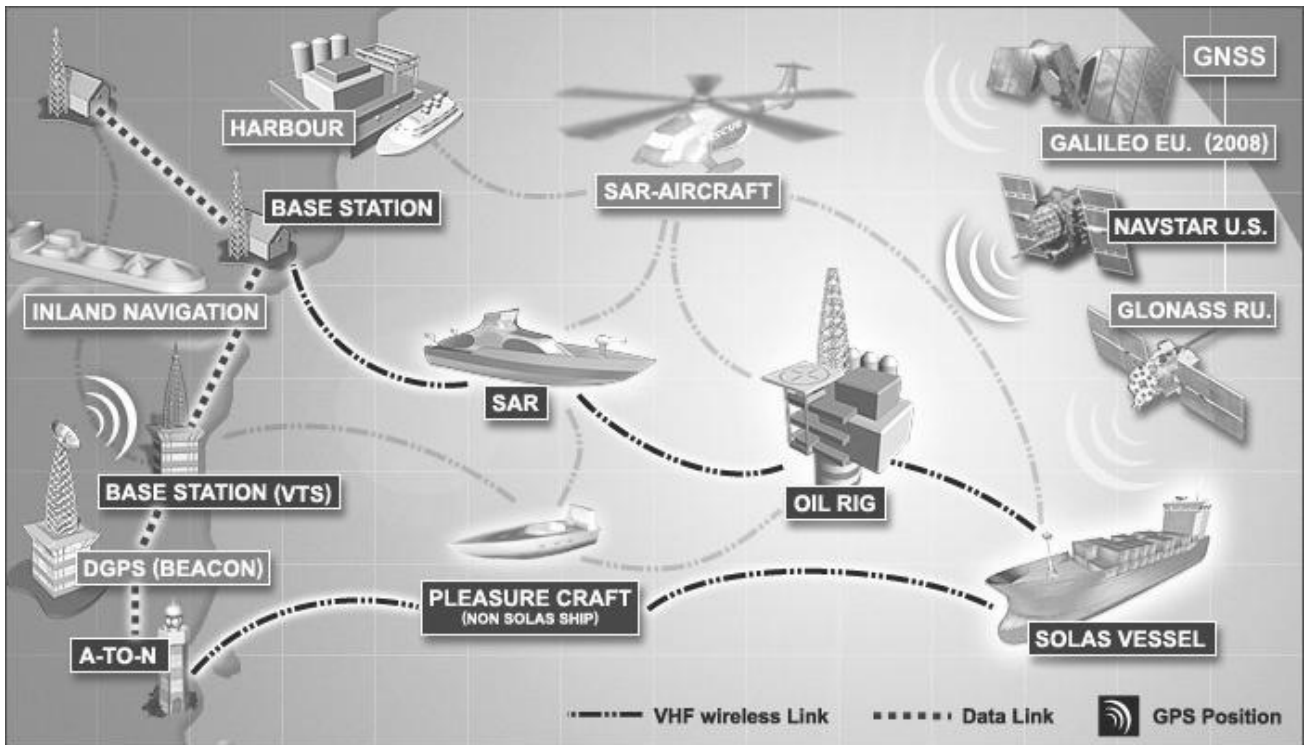 GNSS
HARBOUR
GALILEO EU. (2008)
SAR-AIRCRAFT
BASE STATION
NAVSTAR U.S.
INLAND NAVIGATION
GLONASS RU.
SAR
BASE STATION (VTS)
OIL RIG
DGPS (BEACON)
PLEASURE CRAFT
(NON SOLAS SHIP)
A-TO-N
SOLAS VESSEL
VHF wireless Link
Data Link
GPS Position